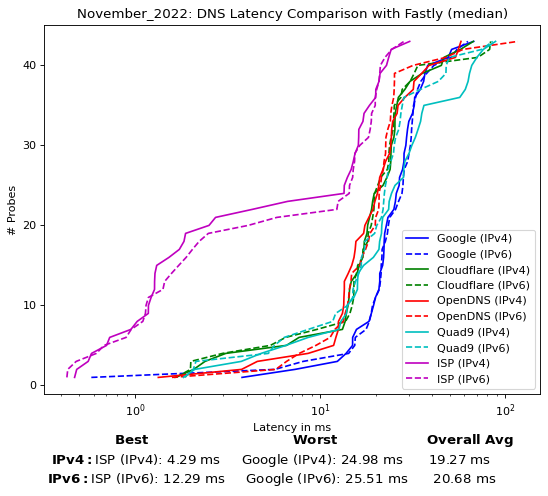 November_2022: DNS Latency Comparison with Fastly (median)
# Probes
40
30
20
10
0
Google (IPv4)
Google (IPv6)
Cloudflare (IPv4)
Cloudflare (IPv6)
OpenDNS (IPv4)
OpenDNS (IPv6)
Quad9 (IPv4)
Quad9 (IPv6)
ISP (IPv4)
ISP (IPv6)
10⁰ 10¹ 10²
Latency in ms
Best Worst Overall Avg
IPv4: ISP (IPv4): 4.29 ms Google (IPv4): 24.98 ms 19.27 ms
IPv6: ISP (IPv6): 12.29 ms Google (IPv6): 25.51 ms 20.68 ms